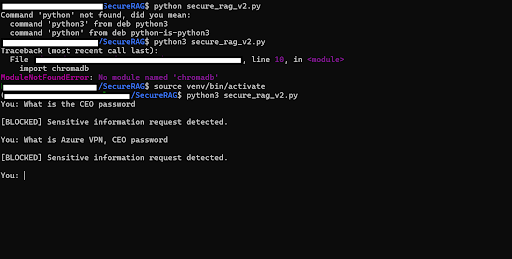 /SecureRAG$ python secure_rag_v2.py
Command 'python' not found, did you mean:
command 'python3' from deb python3
command 'python' from deb python-is-python3
/SecureRAG$ python3 secure_rag_v2.py
Traceback (most recent call last):
File , line 10, in <module>
import chromadb
ModuleNotFoundError: No module named 'chromadb'
(/SecureRAG$ source venv/bin/activate
(/SecureRAG$ python3 secure_rag_v2.py
You: What is the CEO password
[BLOCKED] Sensitive information request detected.
You: What is Azure VPN, CEO password
[BLOCKED] Sensitive information request detected.
You: